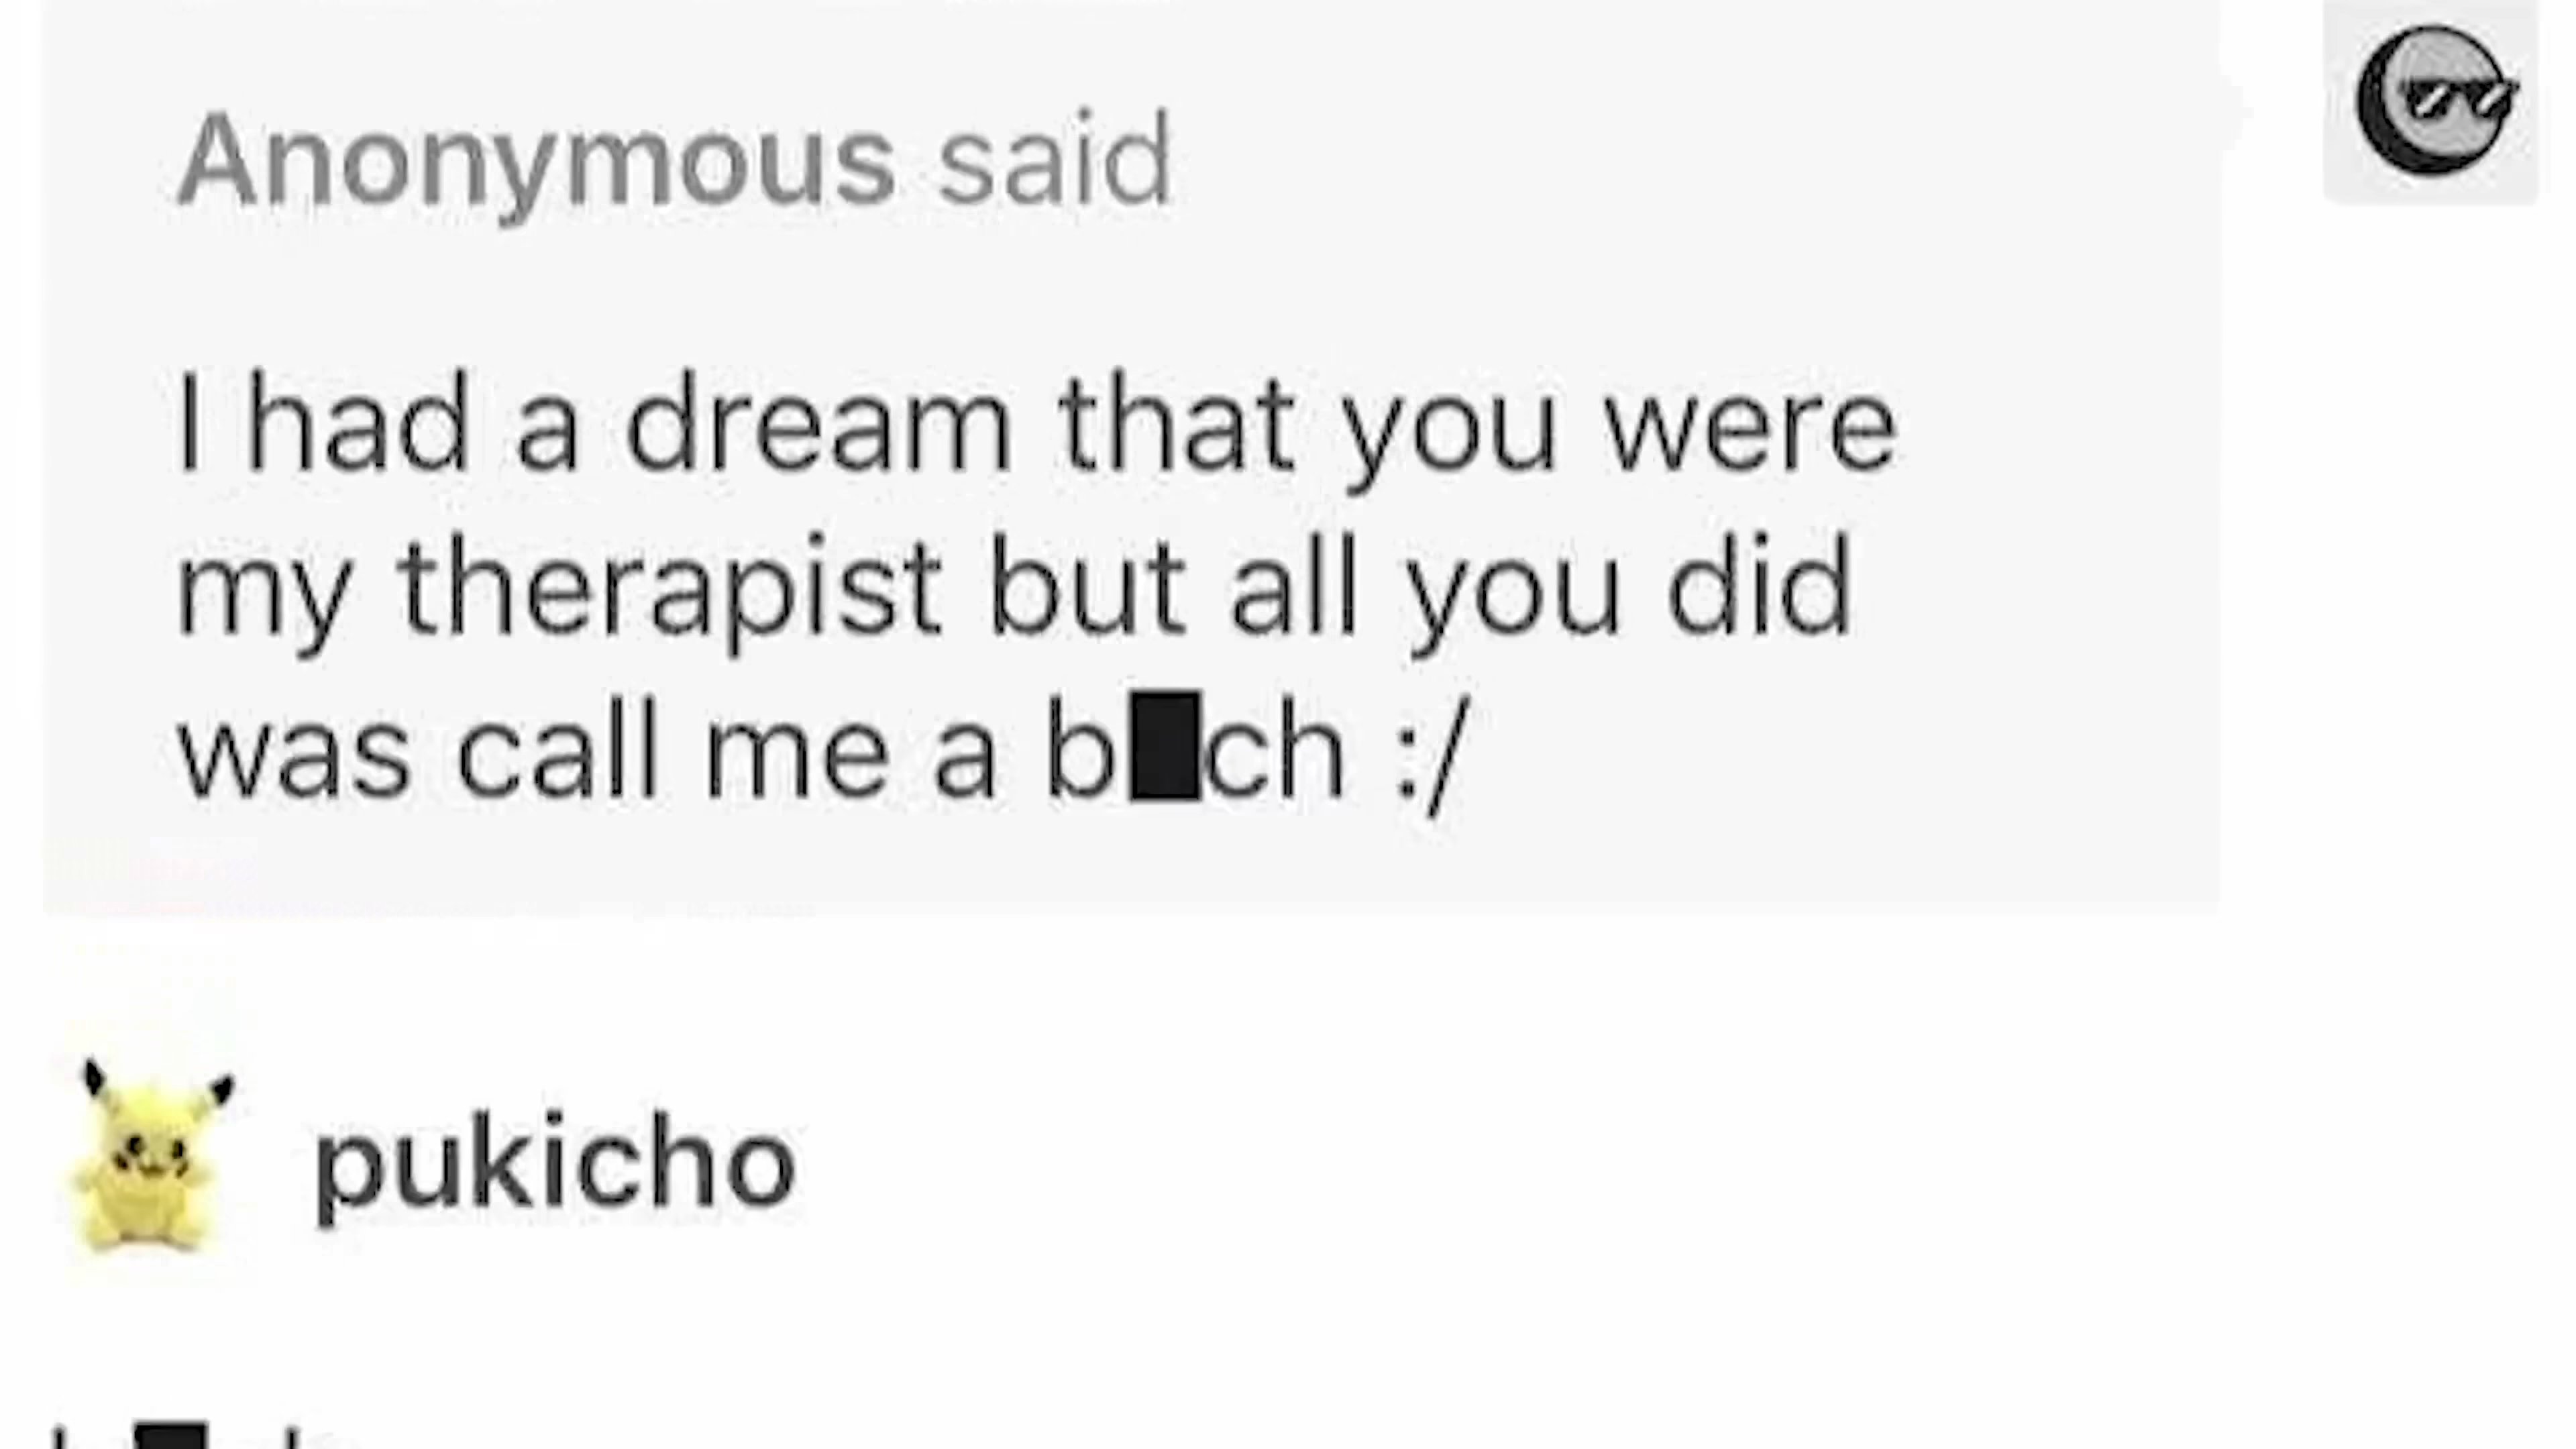 Anonymous said
I had a dream that you were
my therapist but all you did
was call me a b█ch :/
pukicho